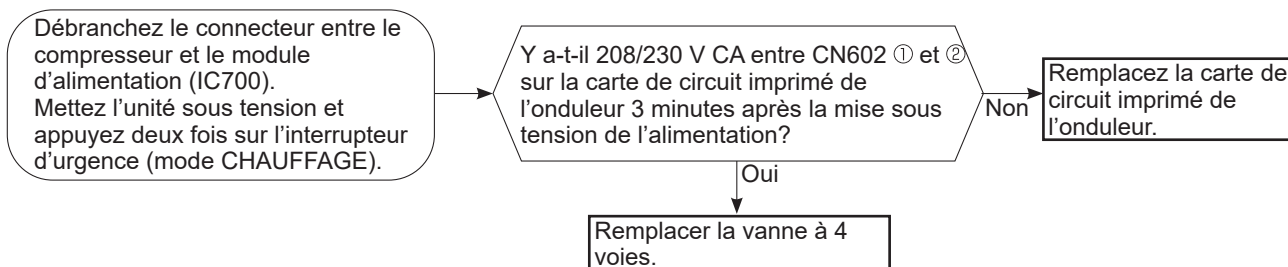 Débranchez le connecteur entre le
compresseur et le module
d'alimentation (IC700).
Mettez l'unité sous tension et
appuyez deux fois sur l'interrupteur
d'urgence (mode CHAUFFAGE).
Y a-t-il 208/230 V CA entre CN602 ① et ②
sur la carte de circuit imprimé de
l'onduleur 3 minutes après la mise sous
tension de l'alimentation?
Non
Remplacez la carte de
circuit imprimé de
l'onduleur.
Oui
Remplacer la vanne à 4
voies.